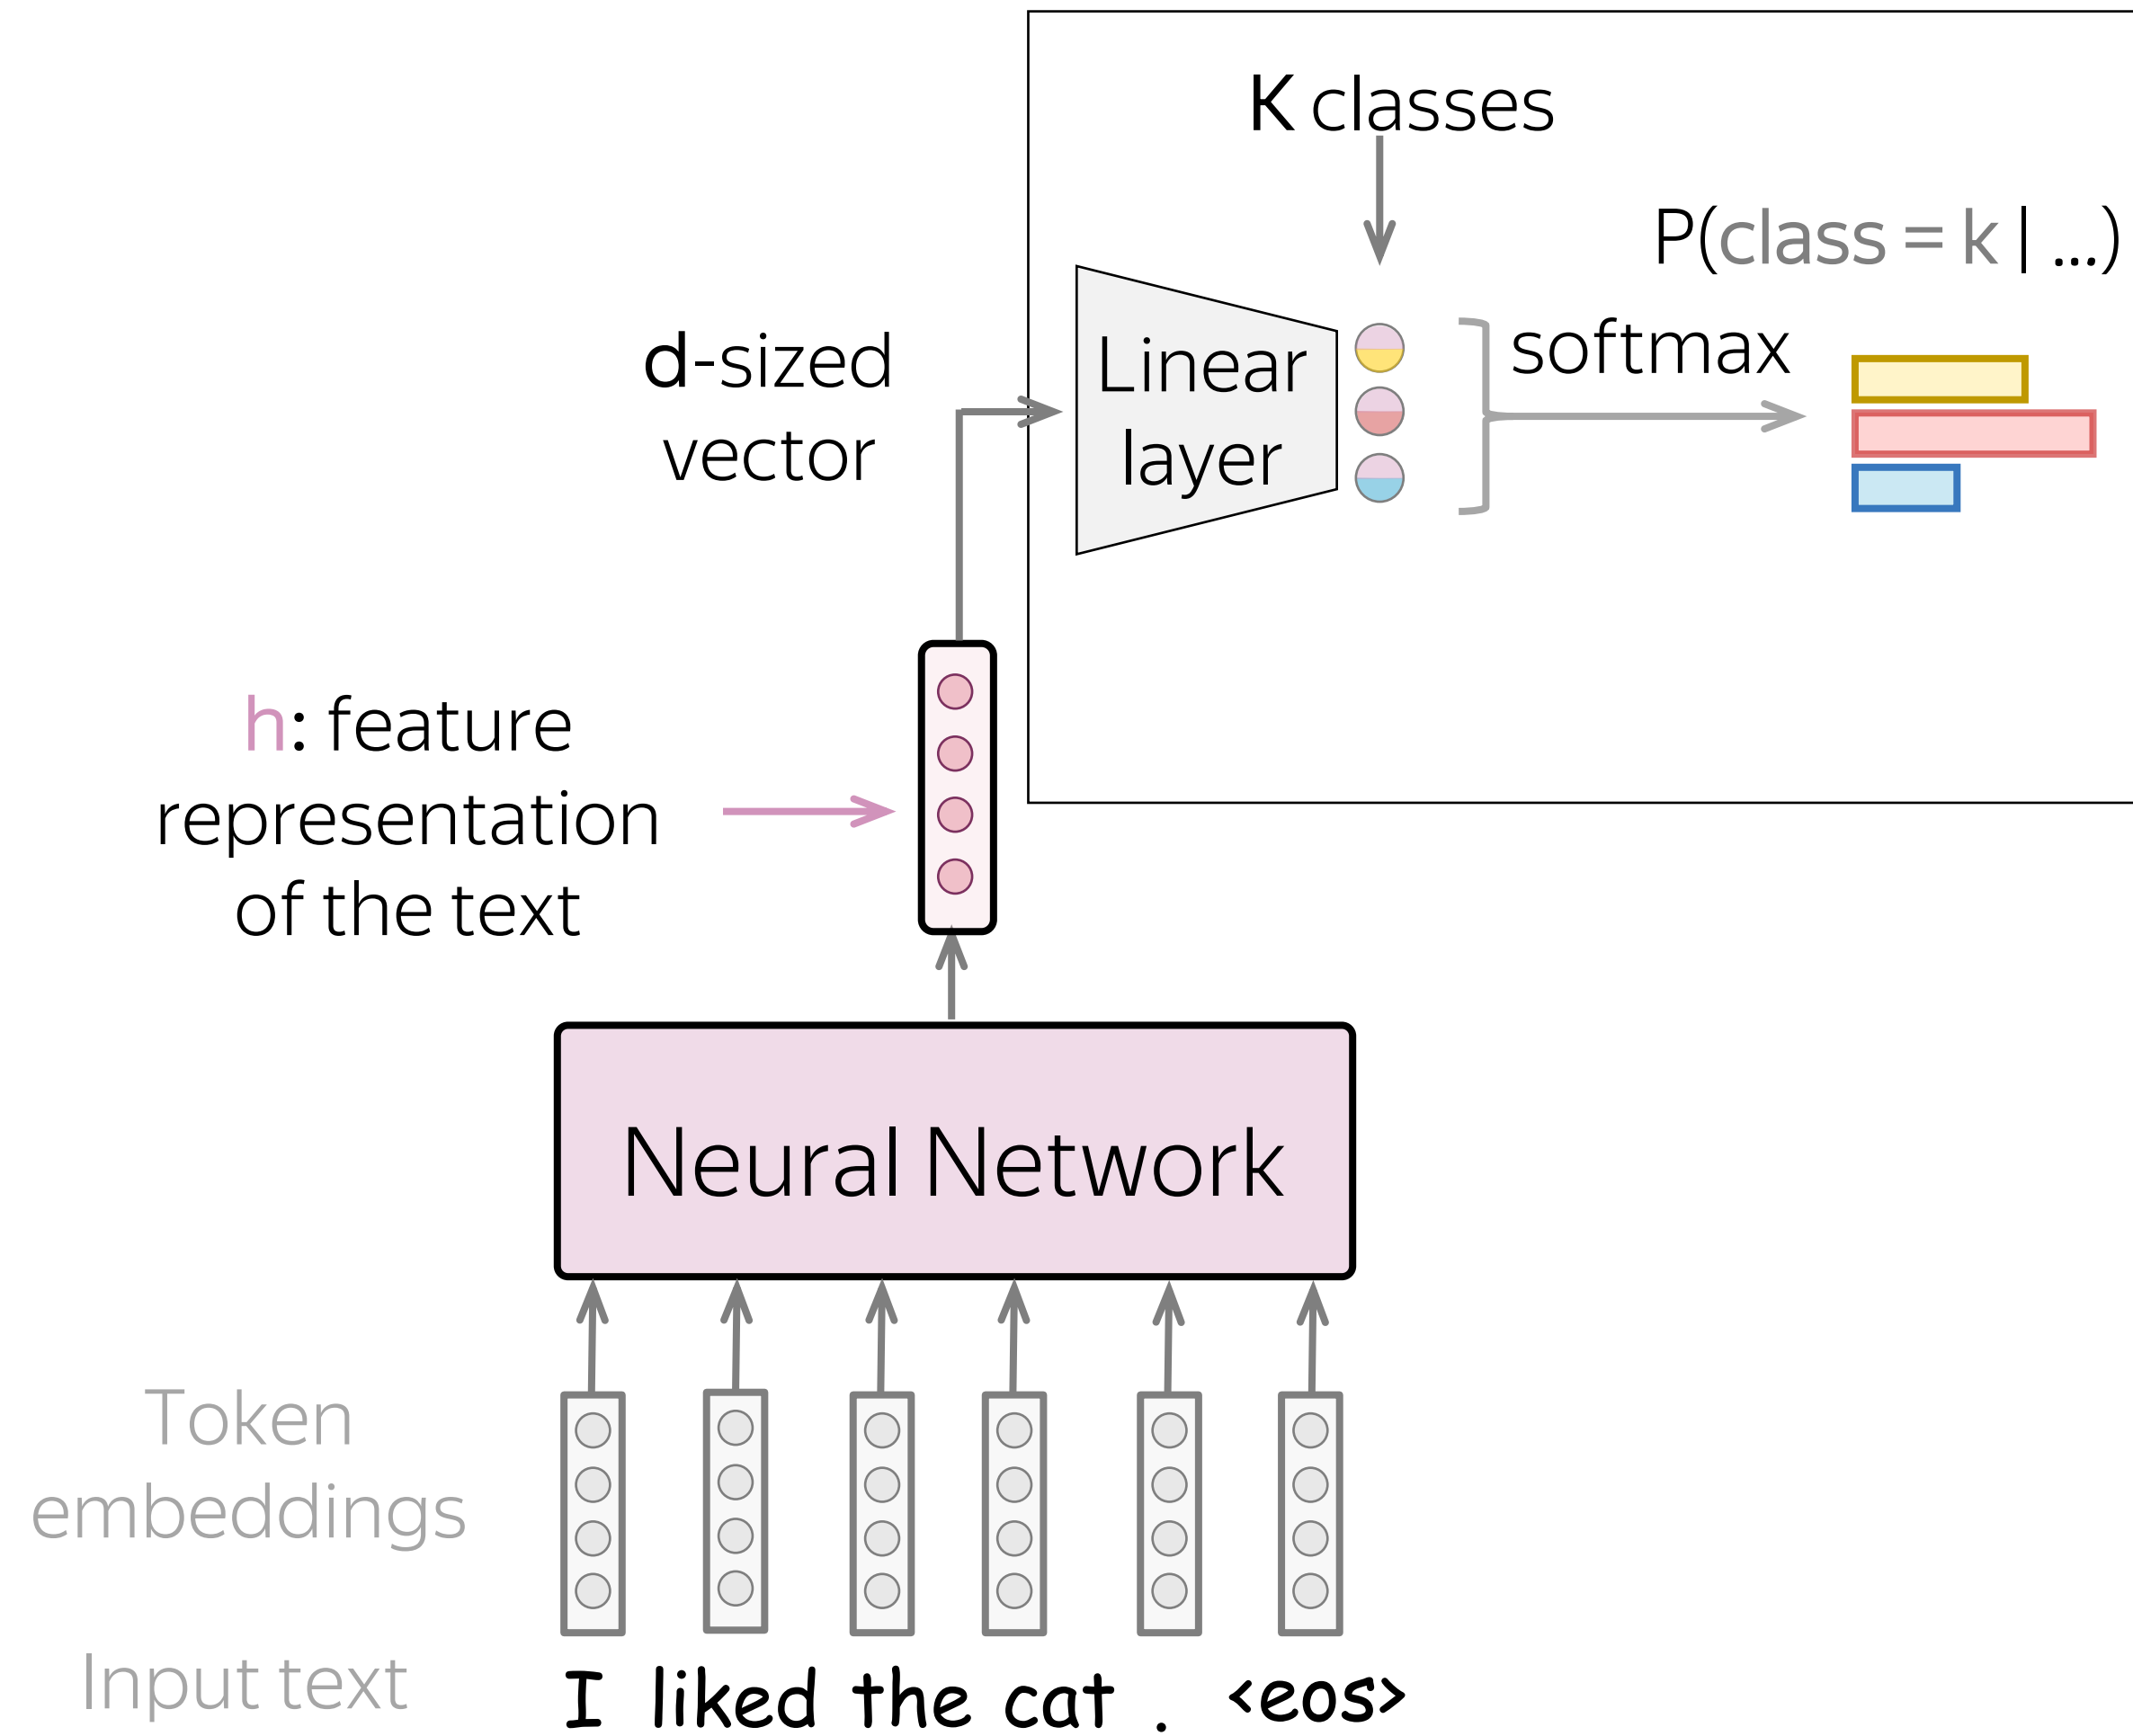 K classes
P(class = k | ...)
d-sized
vector
Linear
layer
softmax
h: feature
representation
of the text
Neural Network
Token
embeddings
Input text
I liked the cat . <eos>